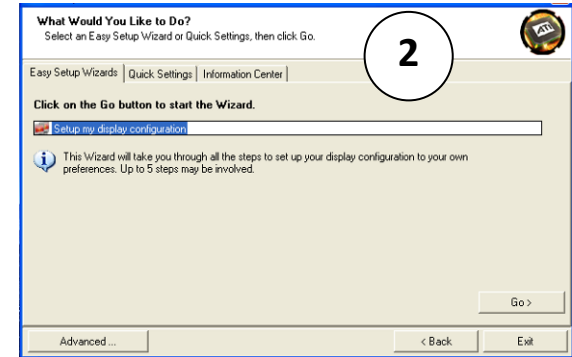 What Would You Like to Do?
Select an Easy Setup Wizard or Quick Settings, then click Go.
ATI
2
Easy Setup Wizards Quick Settings Information Center
Click on the Go button to start the Wizard.
Setup my display configuration
This Wizard will take you through all the steps to set up your display configuration to your own
preferences. Up to 5 steps may be involved.
Go >
Advanced ... < Back Exit